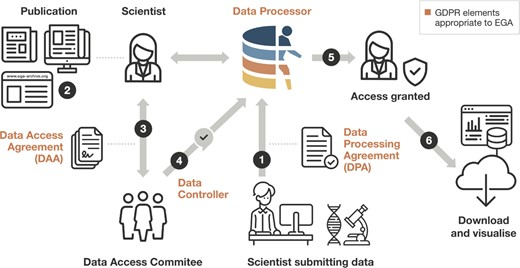 Publication
Scientist
Data Processor
GDPR elements
appropriate to EGA
www.ega-archive.org
2
5
Access granted
Data Access
Agreement
(DAA)
3
4
1
Data
Processing
Agreement
(DPA)
6
Data
Controller
Download
and visualise
Data Access Commitee
Scientist submitting data